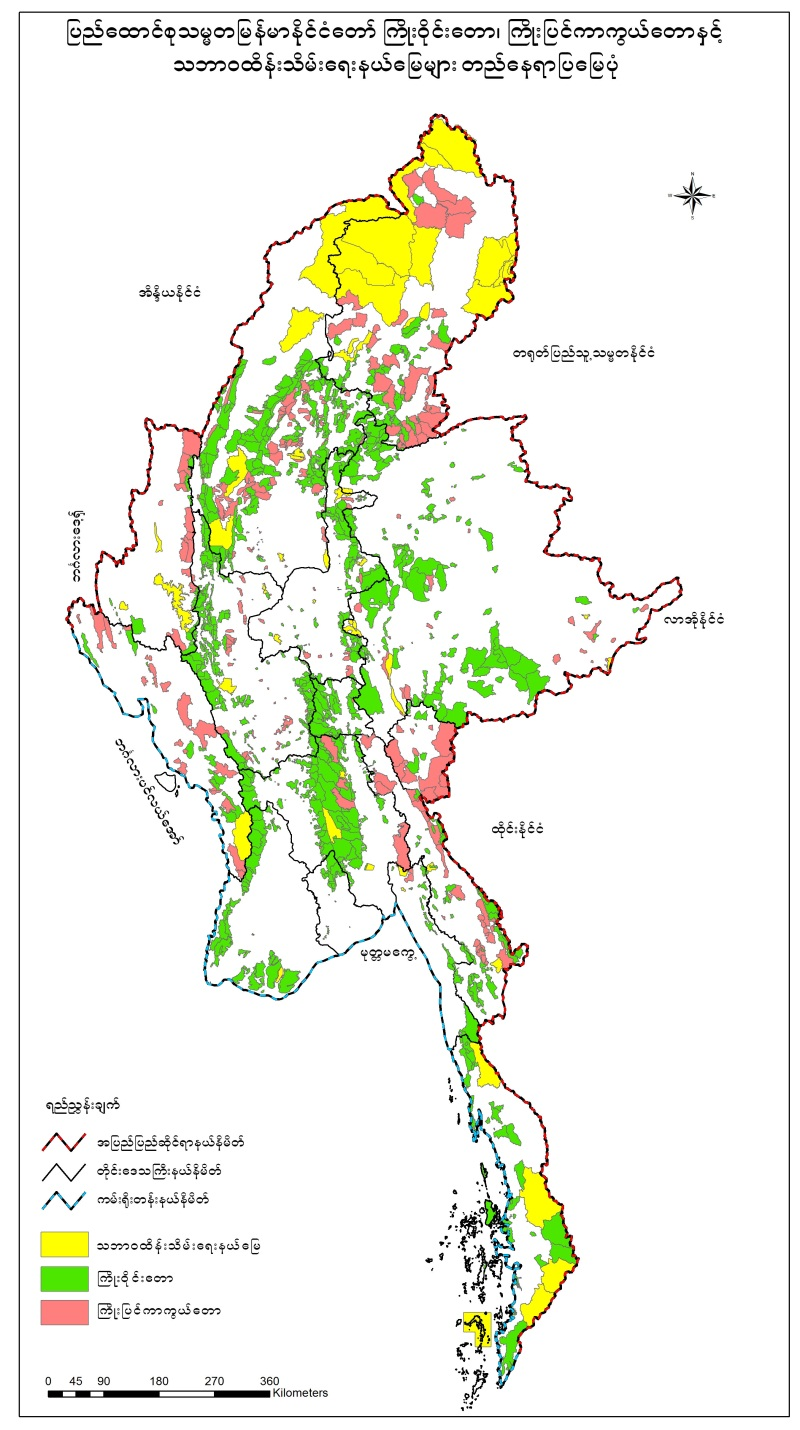 ပြည်ထောင်စုသမ္မတမြန်မာနိုင်ငံတော် ကြိုးဝိုင်းတော၊ ကြိုးပြင်ကာကွယ်တောနှင့်
သဘာဝထိန်းသိမ်းရေးနယ်မြေများ တည်နေရာပြမြေပုံ
N
W
E
S
အိန္ဒိယနိုင်ငံ
တရုတ်ပြည်သူ့သမ္မတနိုင်ငံ
ဘင်္ဂလားဒေ့ရှ်
လာအိုနိုင်ငံ
ဘင်္ဂလားပင်လယ်အော်
ထိုင်းနိုင်ငံ
မုတ္တမကွေ့
ရည်ညွှန်းချက်
အပြည်ပြည်ဆိုင်ရာနယ်နိမိတ်
တိုင်းဒေသကြီးနယ်နိမိတ်
ကမ်းရိုးတန်းနယ်နိမိတ်
သဘာဝထိန်းသိမ်းရေးနယ်မြေ
ကြိုးဝိုင်းတော
ကြိုးပြင်ကာကွယ်တော
0 45 90 180 270 360
Kilometers